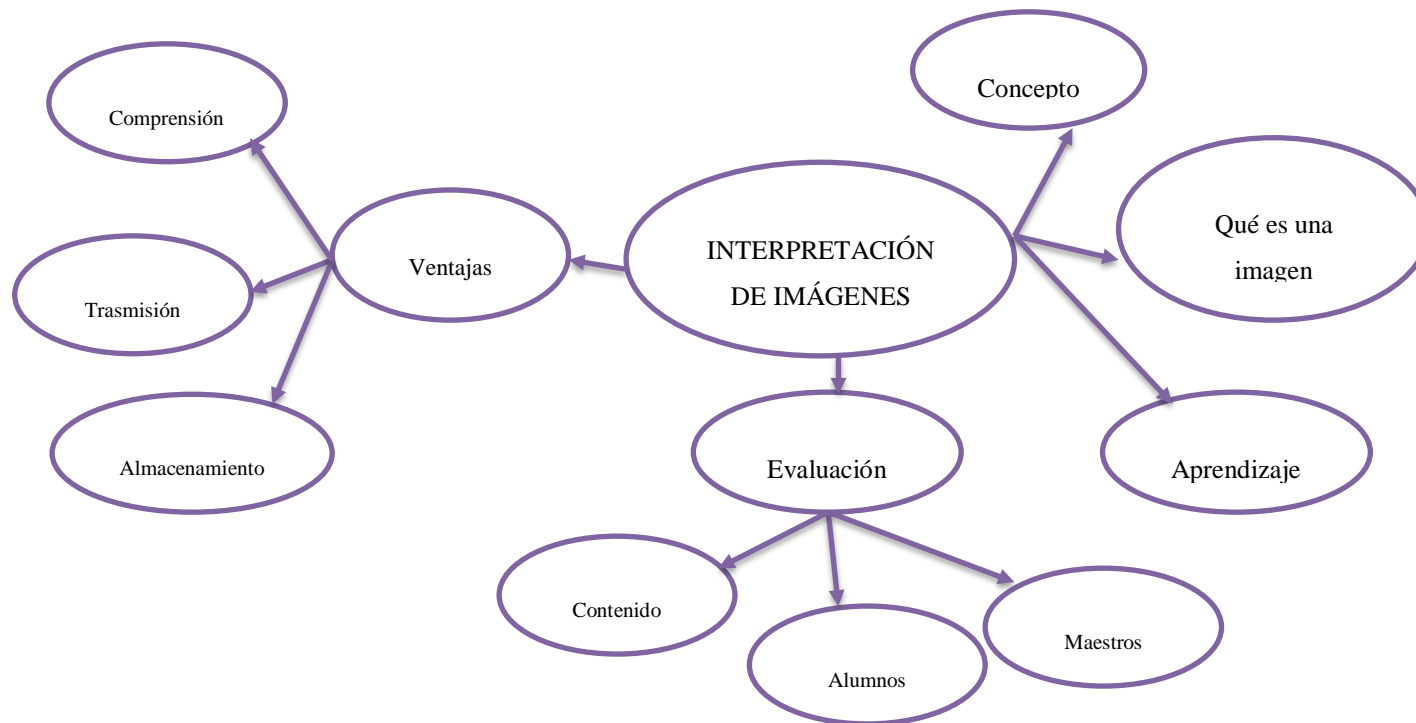 Concepto
Comprensión
Qué es una
imagen
INTERPRETACIÓN
DE IMÁGENES
Ventajas
Trasmisión
Almacenamiento
Evaluación
Aprendizaje
Contenido
Alumnos
Maestros